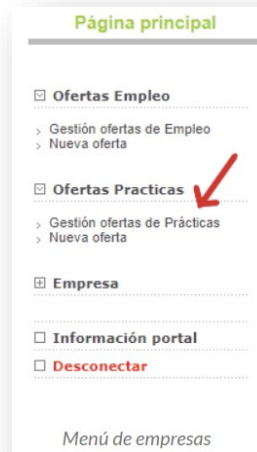 Página principal
Ofertas Empleo
Gestión ofertas de Empleo
Nueva oferta
Ofertas Practicas
Gestión ofertas de Prácticas
Nueva oferta
Empresa
Información portal
Desconectar
Menú de empresas